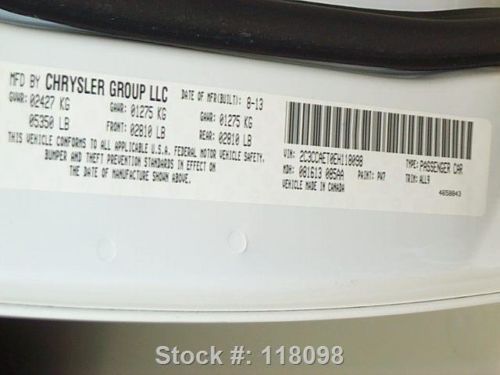 MFD BY CHRYSLER GROUP LLC DATE OF MFR(BUILT): 8-13
GVWR: 02427 KG GAWR: 01275 KG GAWR: 01275 KG
05350 LB FRONT: 02810 LB REAR: 02810 LB
THIS VEHICLE CONFORMS TO ALL APPLICABLE U.S.A. FEDERAL MOTOR VEHICLE SAFETY,
BUMPER AND THEFT PREVENTION STANDARDS IN EFFECT ON
THE DATE OF MANUFACTURE SHOWN ABOVE.
VIN: 2C3CCAET0EH118098 TYPE: PASSENGER CAR
MDH: 081613 085AA PAINT: PW7 TRIM: ALL9
VEHICLE MADE IN CANADA 4658843
Stock #: 118098